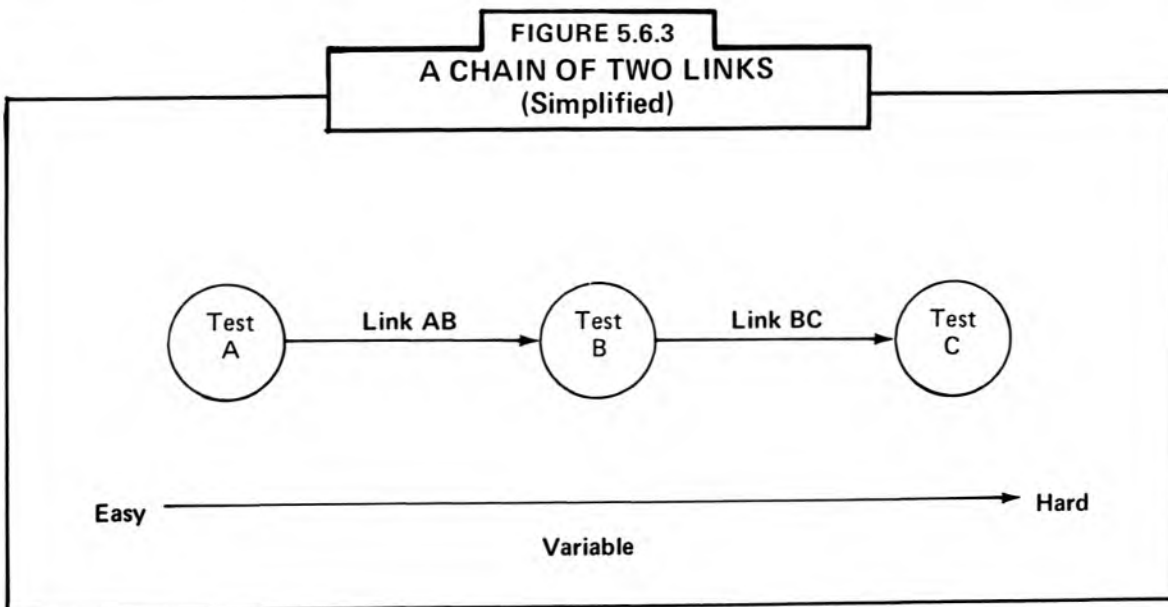 FIGURE 5.6.3
A CHAIN OF TWO LINKS
(Simplified)
Test
A
Link AB
Test
B
Link BC
Test
C
Easy
Hard
Variable